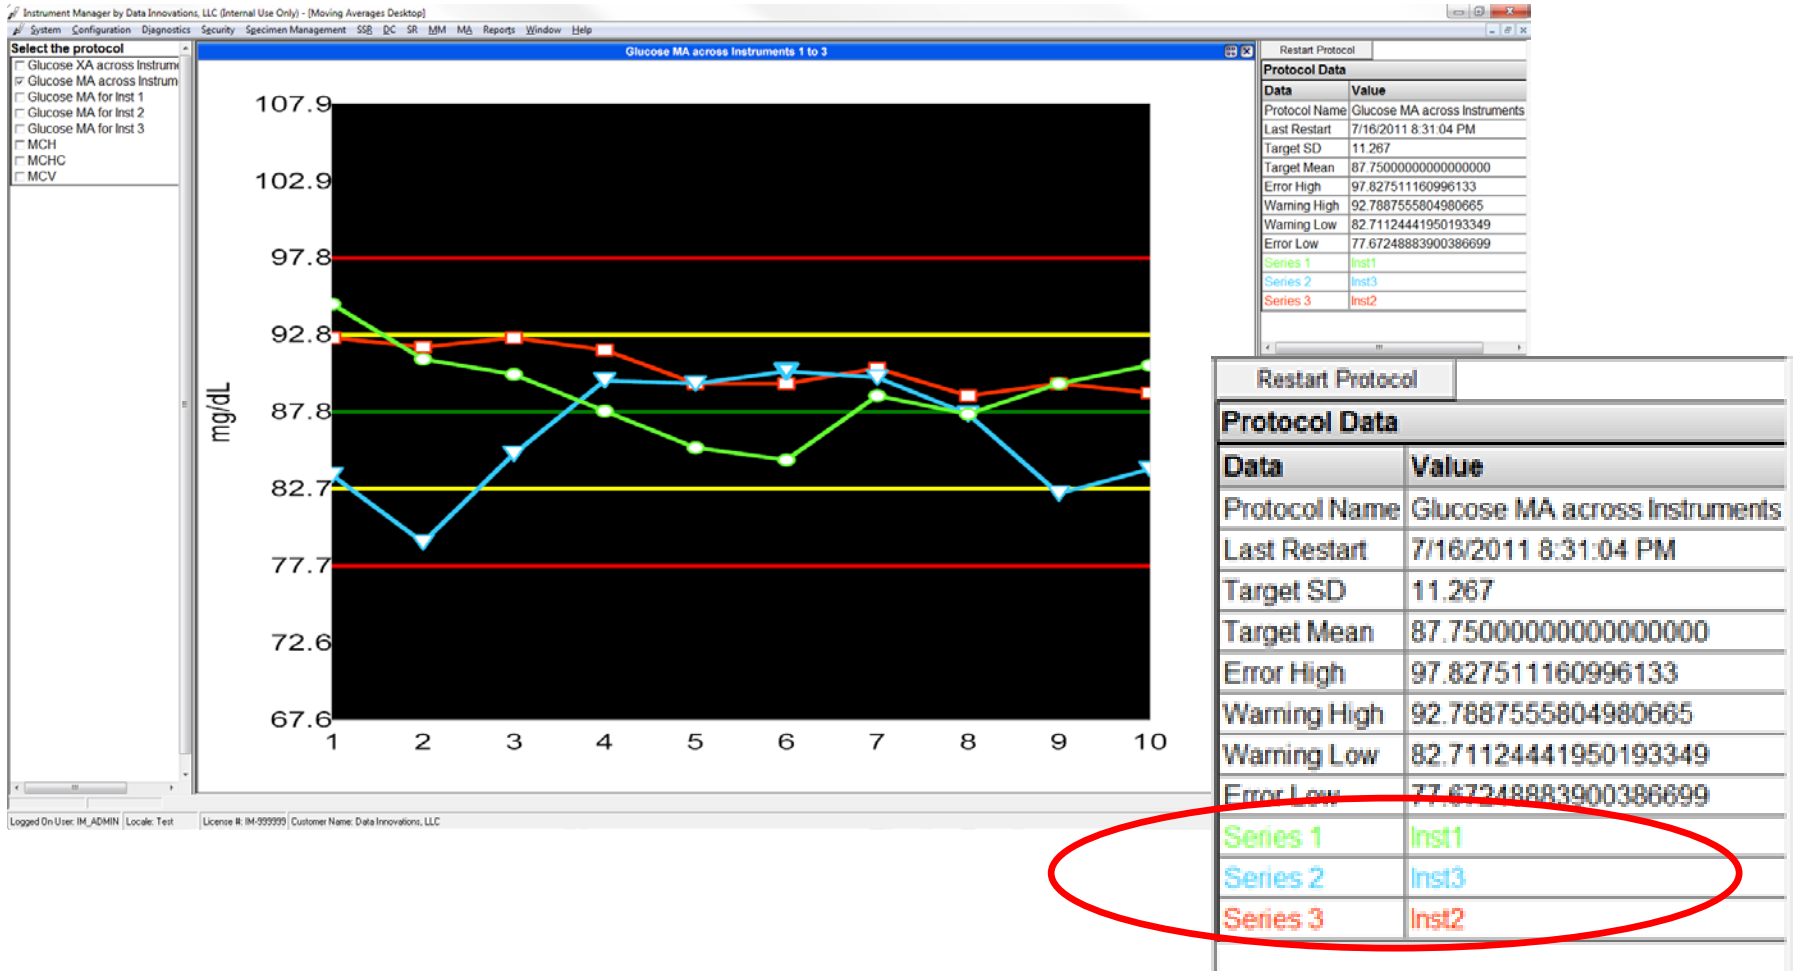 Instrument Manager by Data Innovations, LLC (Internal Use Only) - [Moving Averages Desktop]
System Configuration Diagnostics Security Specimen Management SSR QC SR MM MA Reports Window Help
Select the protocol
Glucose XA across Instrume
Glucose MA across Instrum
Glucose MA for Inst 1
Glucose MA for Inst 2
Glucose MA for Inst 3
MCH
MCHC
MCV
Glucose MA across Instruments 1 to 3
107.9
102.9
97.8
92.8
87.8
82.7
77.7
72.6
67.6
mg/dL
1 2 3 4 5 6 7 8 9 10
Restart Protocol
Protocol Data
Data Value
Protocol Name Glucose MA across Instruments
Last Restart 7/16/2011 8:31:04 PM
Target SD 11.267
Target Mean 87.75000000000000000
Error High 97.827511160996133
Warning High 92.7887555804980665
Warning Low 82.71124441950193349
Error Low 77.67248883900386699
Series 1 Inst1
Series 2 Inst3
Series 3 Inst2
Restart Protocol
Protocol Data
Data Value
Protocol Name Glucose MA across Instruments
Last Restart 7/16/2011 8:31:04 PM
Target SD 11.267
Target Mean 87.75000000000000000
Error High 97.827511160996133
Warning High 92.7887555804980665
Warning Low 82.71124441950193349
Error Low 77.67248883900386699
Series 1 Inst1
Series 2 Inst3
Series 3 Inst2
Logged On User: IM_ADMIN Locale: Test License #: IM-999999 Customer Name: Data Innovations, LLC